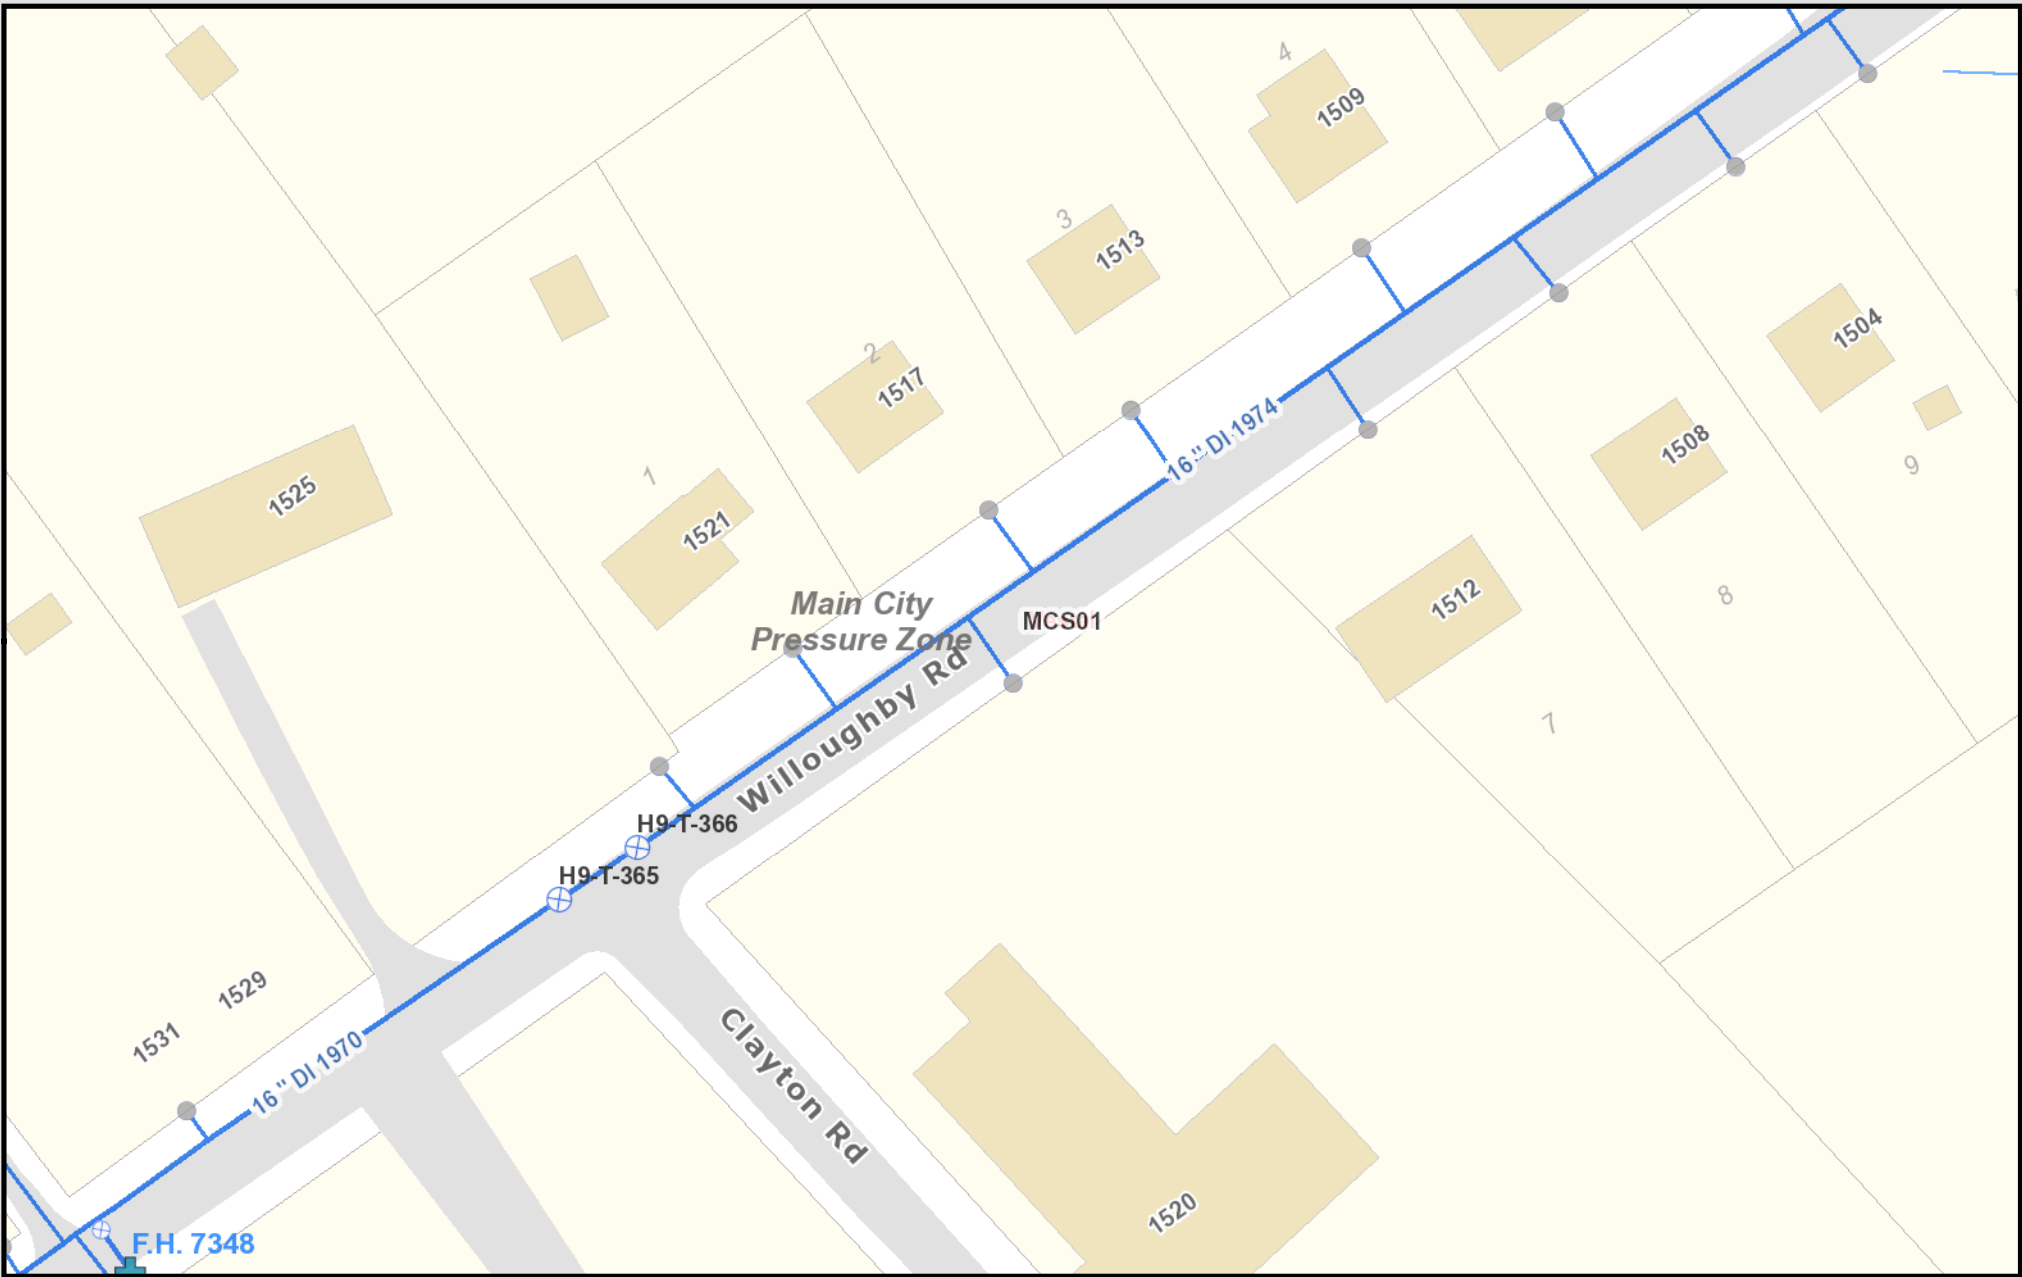 4
1509
3
1513
1504
2
1517
16 " DI 1974
1508
9
1525
1
1521
1512
8
Main City
Pressure Zone
MCS01
Willoughby Rd
7
H9-T-366
H9-T-365
1529
1531
16 " DI 1970
Clayton Rd
1520
F.H. 7348